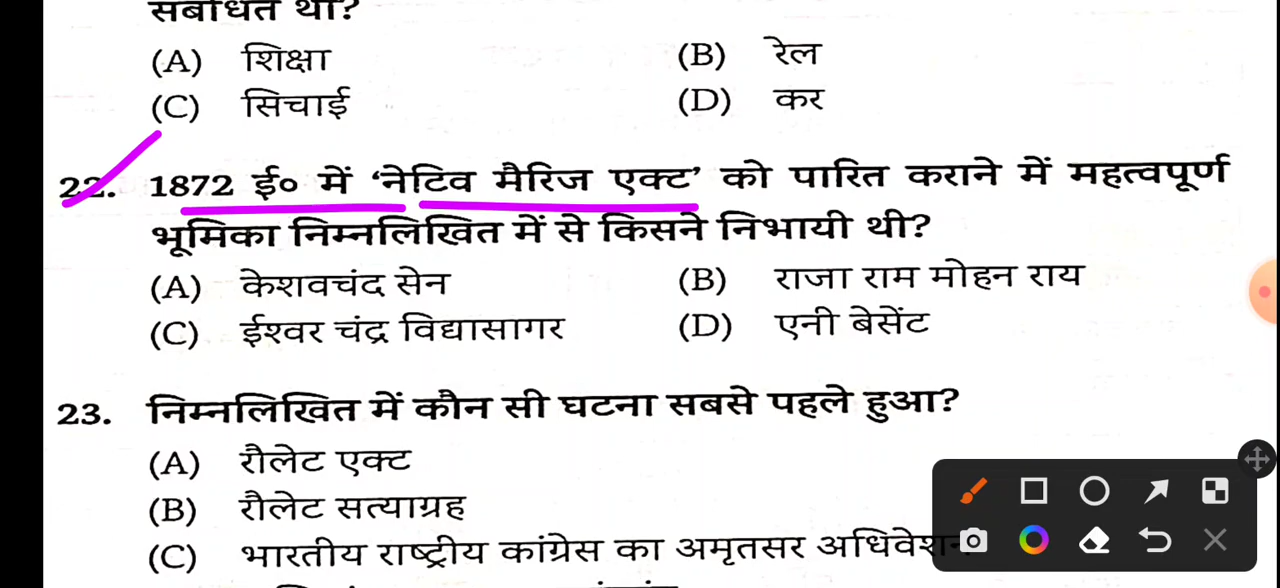 संबंधित थी?
(A) शिक्षा (B) रेल
(C) सिचाई (D) कर
22. 1872 ई० में ‘नेटिव मैरिज एक्ट’ को पारित कराने में महत्वपूर्ण
भूमिका निम्नलिखित में से किसने निभायी थी?
(A) केशवचंद सेन (B) राजा राम मोहन राय
(C) ईश्वर चंद्र विद्यासागर (D) एनी बेसेंट
23. निम्नलिखित में कौन सी घटना सबसे पहले हुआ?
(A) रौलेट एक्ट
(B) रौलेट सत्याग्रह
(C) भारतीय राष्ट्रीय कांग्रेस का अमृतसर अधिवेशन